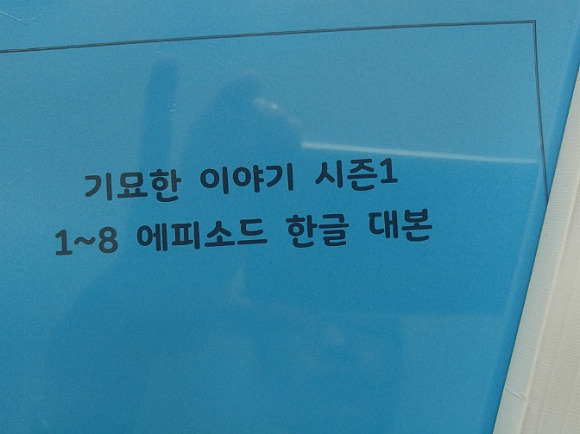 기묘한 이야기 시즌1
1~8 에피소드 한글 대본